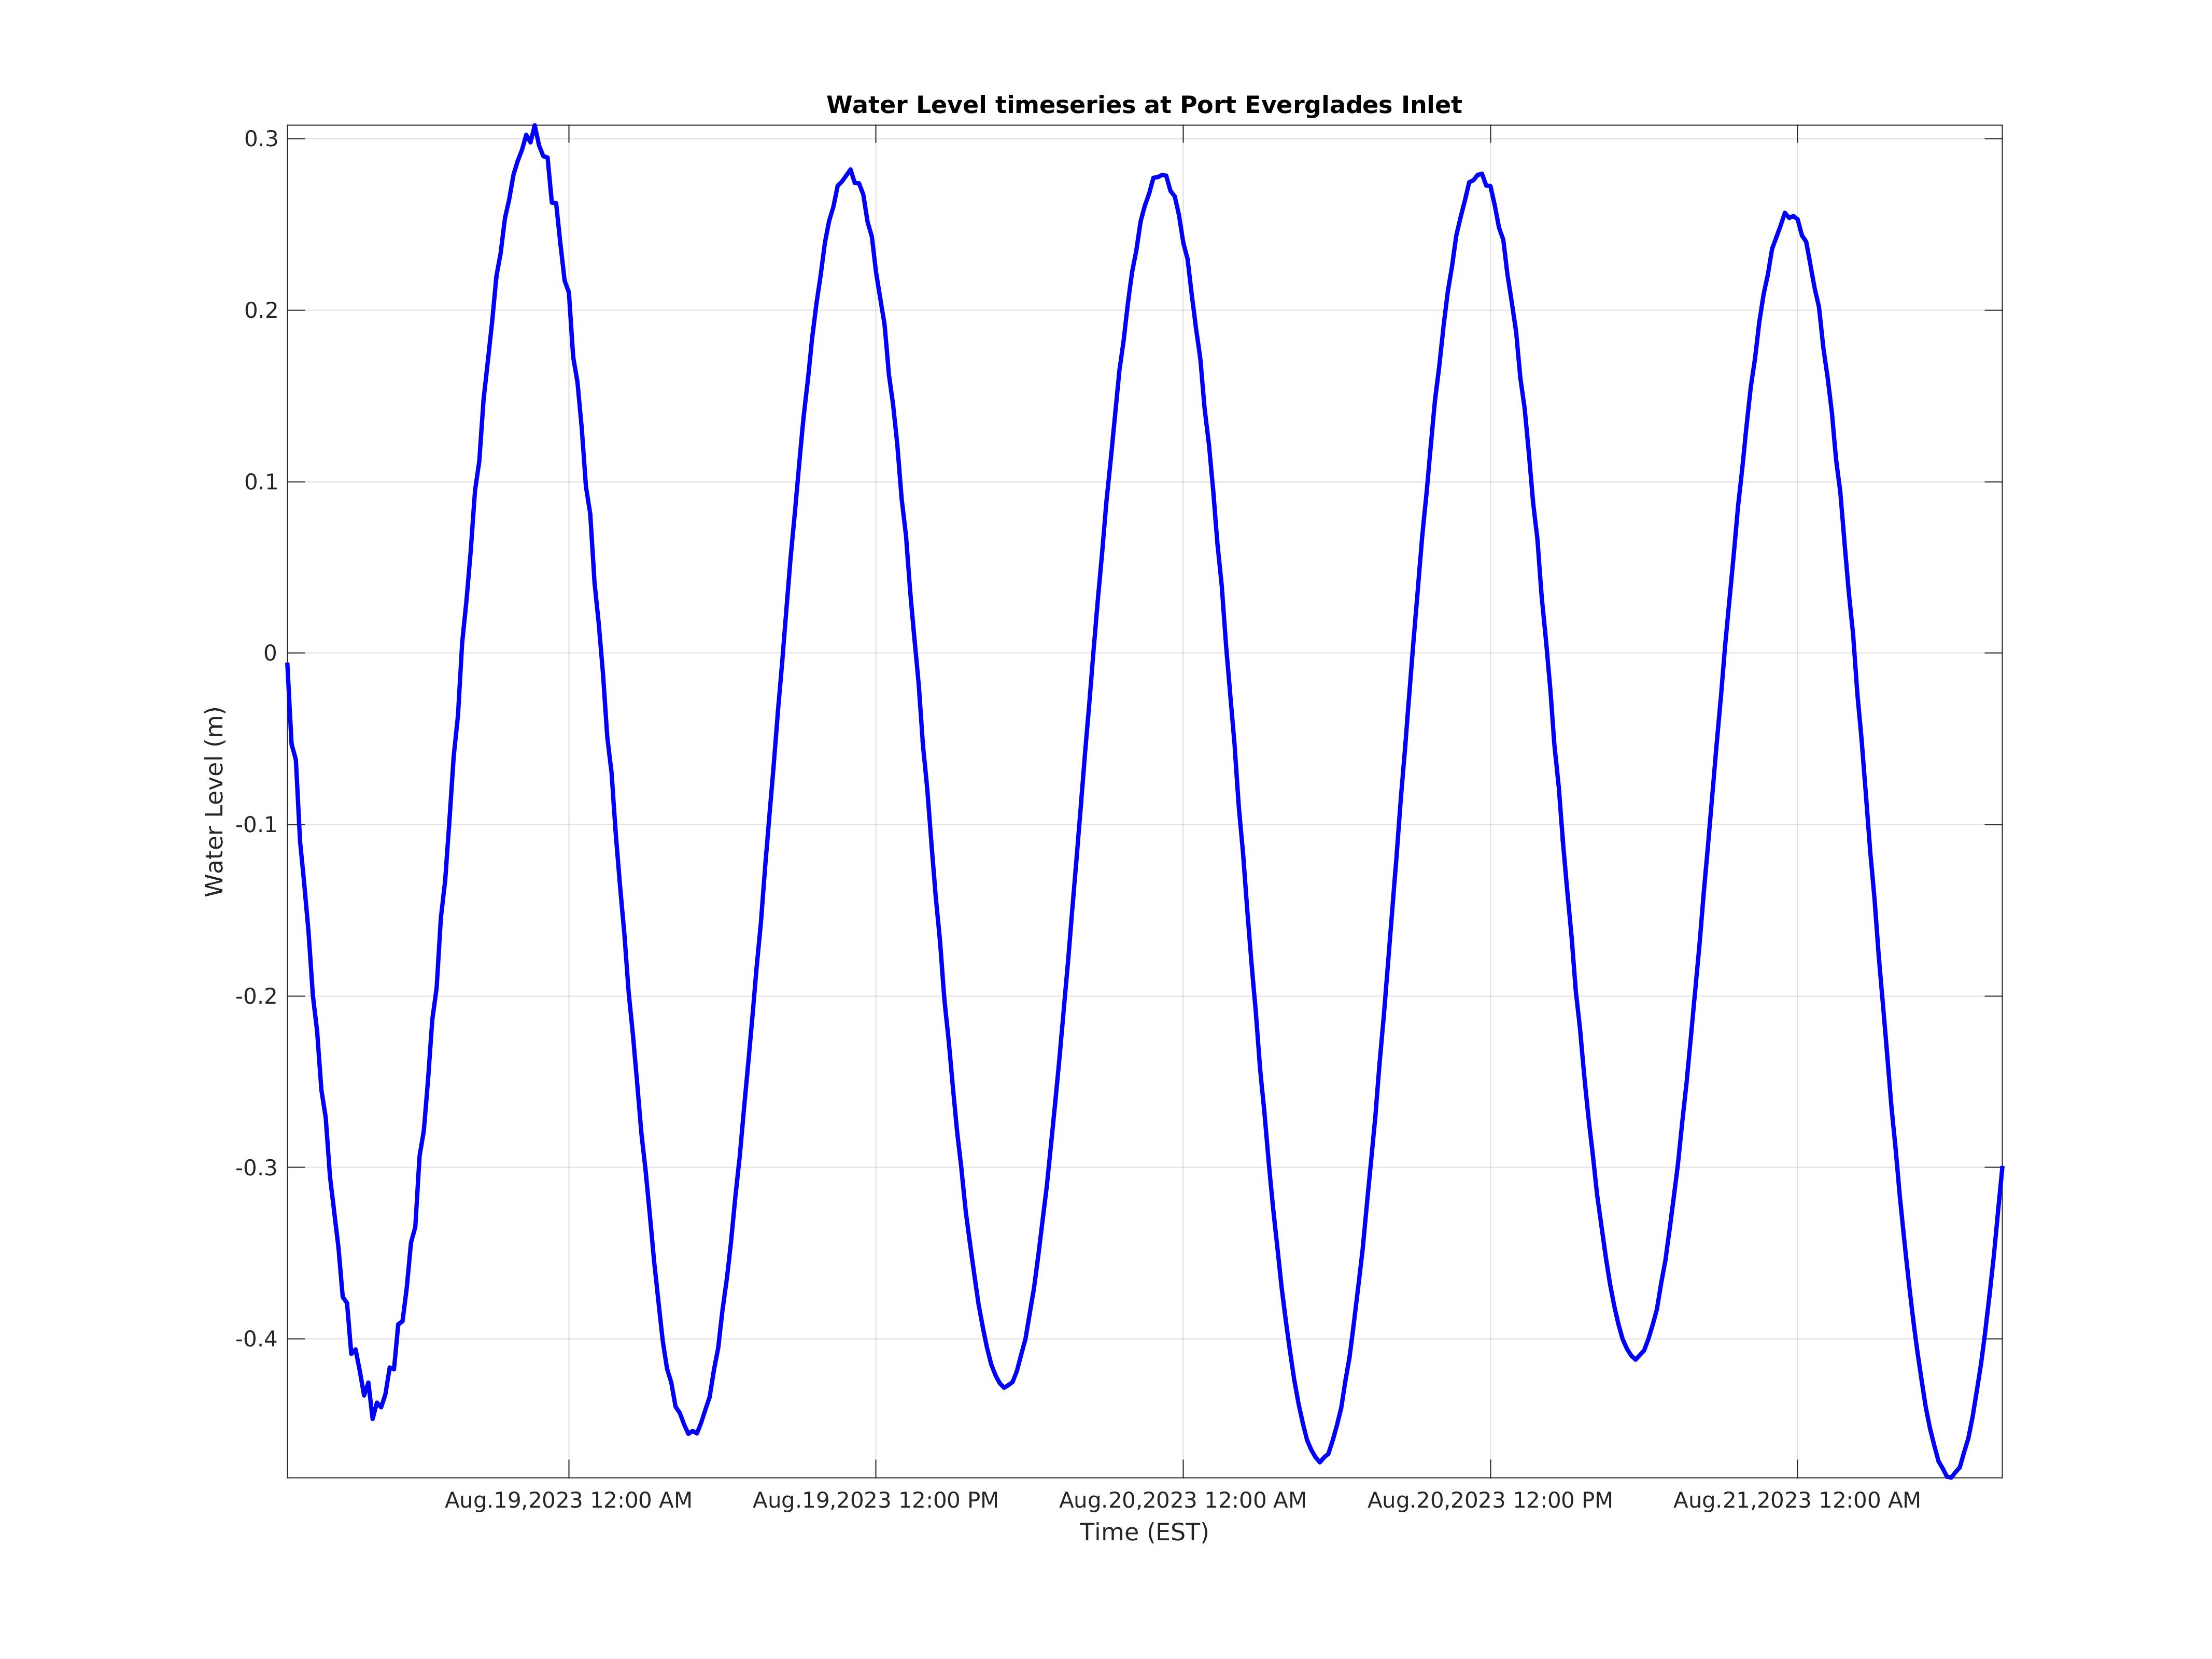 Water Level timeseries at Port Everglades Inlet
0.3
0.2
0.1
0
-0.1
-0.2
-0.3
-0.4
Water Level (m)
Aug.19,2023 12:00 AM
Aug.19,2023 12:00 PM
Aug.20,2023 12:00 AM
Aug.20,2023 12:00 PM
Aug.21,2023 12:00 AM
Time (EST)